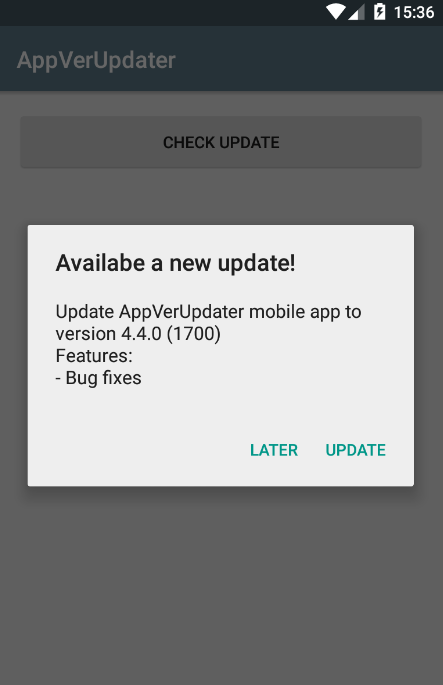 15:36
AppVerUpdater
CHECK UPDATE
Availabe a new update!
Update AppVerUpdater mobile app to
version 4.4.0 (1700)
Features:
- Bug fixes
LATER UPDATE